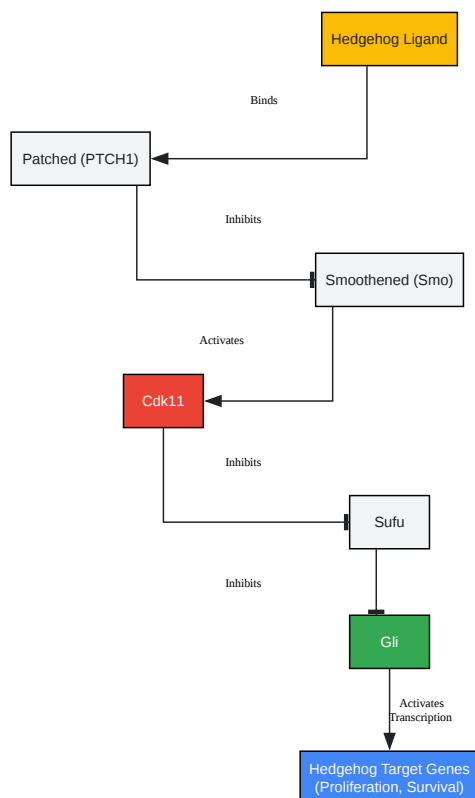 Hedgehog Ligand
Binds
Patched (PTCH1)
Inhibits
Smoothened (Smo)
Activates
Cdk11
Inhibits
Sufu
Inhibits
Gli
Activates
Transcription
Hedgehog Target Genes
(Proliferation, Survival)